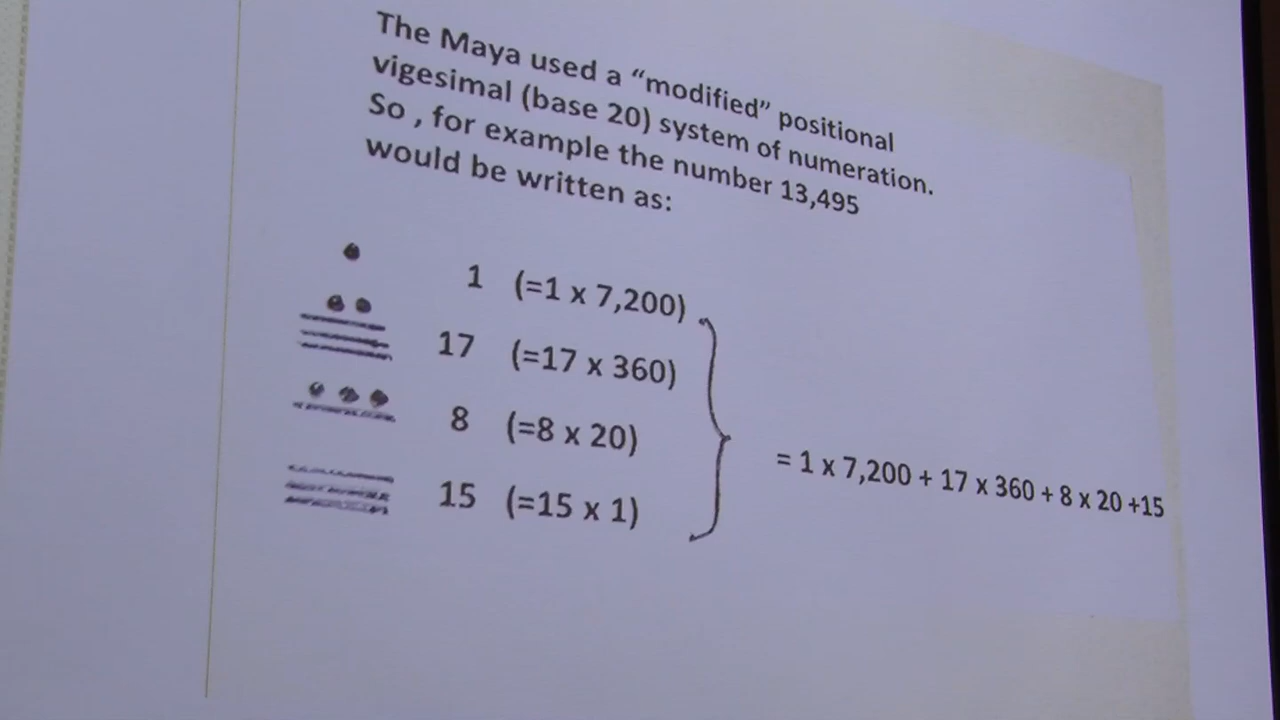 The Maya used a “modified” positional
vigesimal (base 20) system of numeration.
So , for example the number 13,495
would be written as:
1 (=1 x 7,200)
17 (=17 x 360)
8 (=8 x 20)
15 (=15 x 1)
= 1 x 7,200 + 17 x 360 + 8 x 20 +15